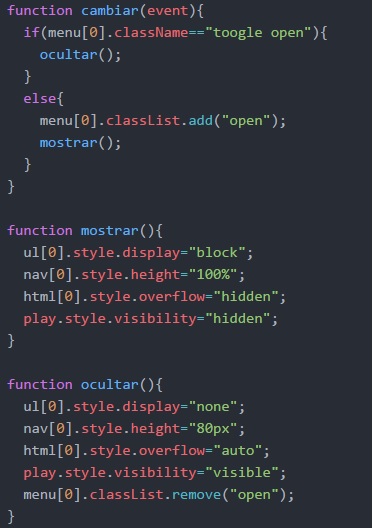 function cambiar(event){
  if(menu[0].className=="toogle open"){
    ocultar();
  }
  else{
    menu[0].classList.add("open");
    mostrar();
  }
}

function mostrar(){
  ul[0].style.display="block";
  nav[0].style.height="100%";
  html[0].style.overflow="hidden";
  play.style.visibility="hidden";
}

function ocultar(){
  ul[0].style.display="none";
  nav[0].style.height="80px";
  html[0].style.overflow="auto";
  play.style.visibility="visible";
  menu[0].classList.remove("open");
}